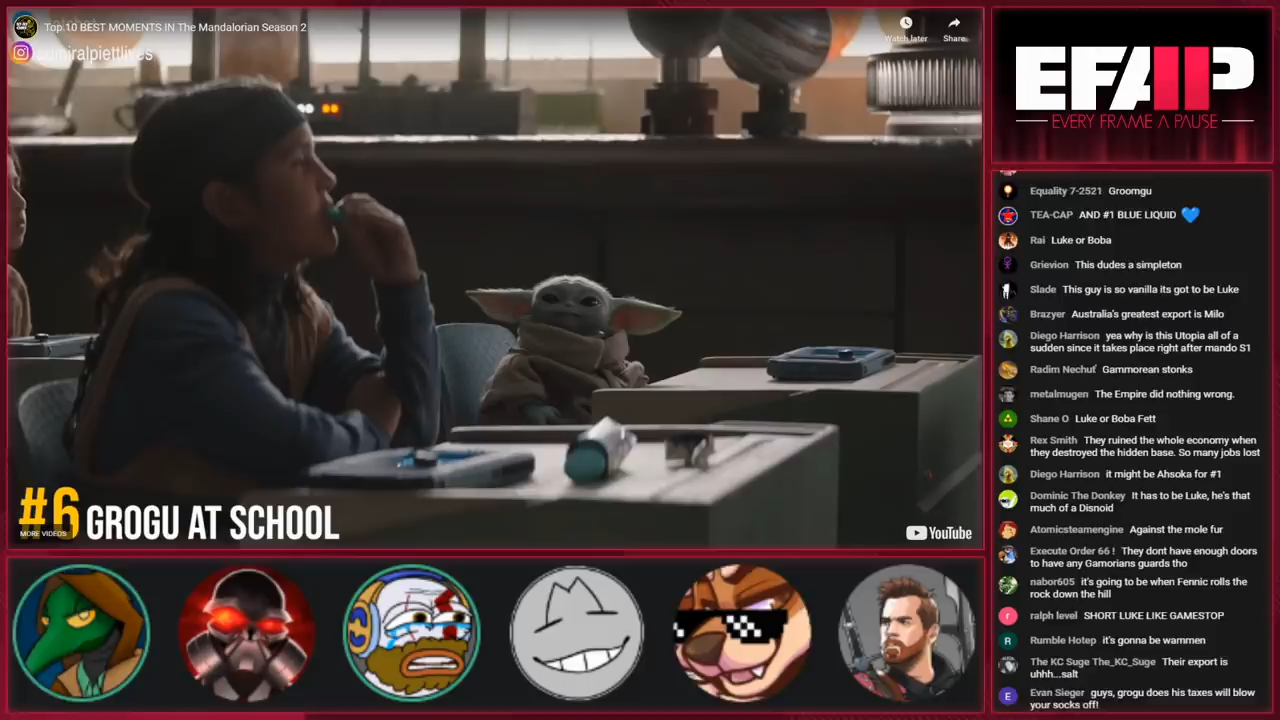 Top 10 BEST MOMENTS IN The Mandalorian Season 2
admiralpiettlives
Watch later
Share
#6 GROGU AT SCHOOL
MORE VIDEOS
YouTube
EFAP
EVERY FRAME A PAUSE
Equality 7-2521 Groomgu
TEA-CAP AND #1 BLUE LIQUID 💙
Rai Luke or Boba
Grievion This dudes a simpleton
Slade This guy is so vanilla its got to be Luke
Brazyer Australia's greatest export is Milo
Diego Harrison yea why is this Utopia all of a
sudden since it takes place right after mando S1
Radim Nechuť Gammorean stonks
metalmugen The Empire did nothing wrong.
Shane O Luke or Boba Fett
Rex Smith They ruined the whole economy when
they destroyed the hidden base. So many jobs lost
Diego Harrison it might be Ahsoka for #1
Dominic The Donkey It has to be Luke, he's that
much of a Disnoid
Atomicsteamengine Against the mole fur
Execute Order 66 ! They dont have enough doors
to have any Gamorians guards tho
nabor605 it's going to be when Fennic rolls the
rock down the hill
ralph level SHORT LUKE LIKE GAMESTOP
Rumble Hotep it's gonna be wammen
The KC Suge The_KC_Suge Their export is
uhhh...salt
Evan Sieger guys, grogu does his taxes will blow
your socks off!